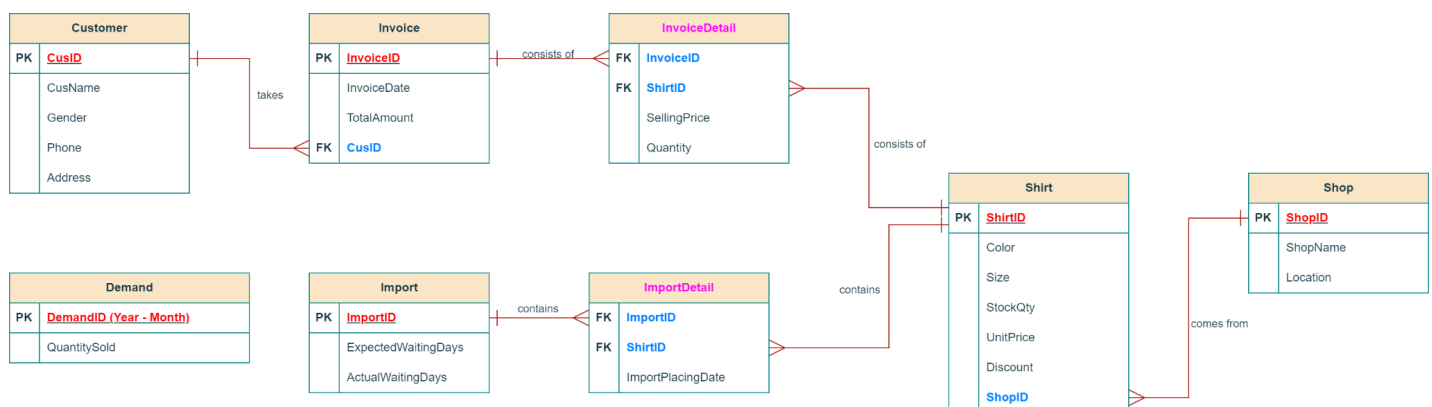 Customer
PK CusID
CusName
Gender
Phone
Address
takes
Invoice
PK InvoiceID
InvoiceDate
TotalAmount
FK CusID
consists of
InvoiceDetail
FK InvoiceID
FK ShirtID
SellingPrice
Quantity
consists of
Shirt
PK ShirtID
Color
Size
StockQty
UnitPrice
Discount
ShopID
comes from
Shop
PK ShopID
ShopName
Location
Demand
PK DemandID (Year - Month)
QuantitySold
Import
PK ImportID
ExpectedWaitingDays
ActualWaitingDays
contains
ImportDetail
FK ImportID
FK ShirtID
ImportPlacingDate
contains